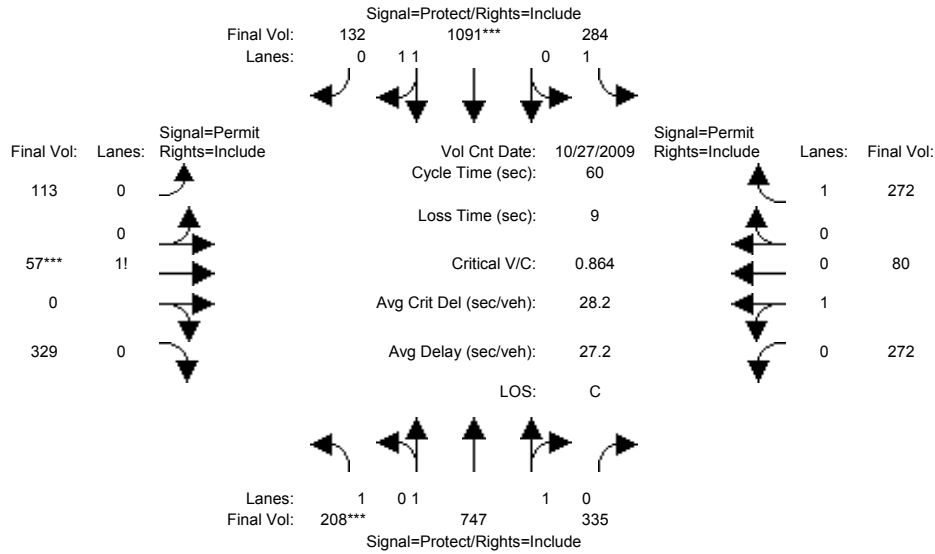 Signal=Protect/Rights=Include
Final Vol: 132 1091*** 284
Lanes: 0 1 1 0 1
Signal=Permit
Final Vol: Lanes: Rights=Include
Vol Cnt Date: 10/27/2009
Signal=Permit
Rights=Include Lanes: Final Vol:
Cycle Time (sec): 60
113 0
1 272
Loss Time (sec): 9
0
0
57*** 1!
Critical V/C: 0.864
0 80
0 0
Avg Crit Del (sec/veh): 28.2
1
329 0
Avg Delay (sec/veh): 27.2
0 272
LOS: C
Lanes: 1 0 1 1 0
Final Vol: 208*** 747 335
Signal=Protect/Rights=Include